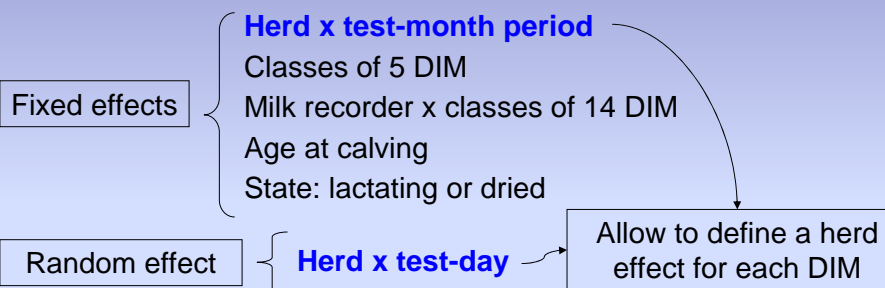 Fixed effects
Herd x test-month period
Classes of 5 DIM
Milk recorder x classes of 14 DIM
Age at calving
State: lactating or dried
Random effect
Herd x test-day
Allow to define a herd
effect for each DIM